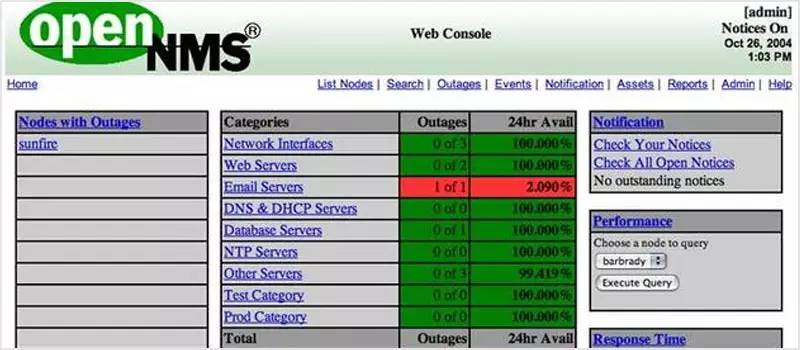 open
NMS®
Web Console
[admin]
Notices On
Oct 26, 2004
1:03 PM
Home
List Nodes | Search | Outages | Events | Notification | Assets | Reports | Admin | Help
Nodes with Outages
sunfire
Categories Outages 24hr Avail
Network Interfaces 0 of 3 100.000%
Web Servers 0 of 2 100.000%
Email Servers 1 of 1 2.090%
DNS & DHCP Servers 0 of 0 100.000%
Database Servers 0 of 1 100.000%
NTP Servers 0 of 0 100.000%
Other Servers 0 of 3 99.419%
Test Category 0 of 0 100.000%
Prod Category 0 of 0 100.000%
Total Outages 24hr Avail
Notification
Check Your Notices
Check All Open Notices
No outstanding notices
Performance
Choose a node to query
barbrady
Execute Query
Response Time